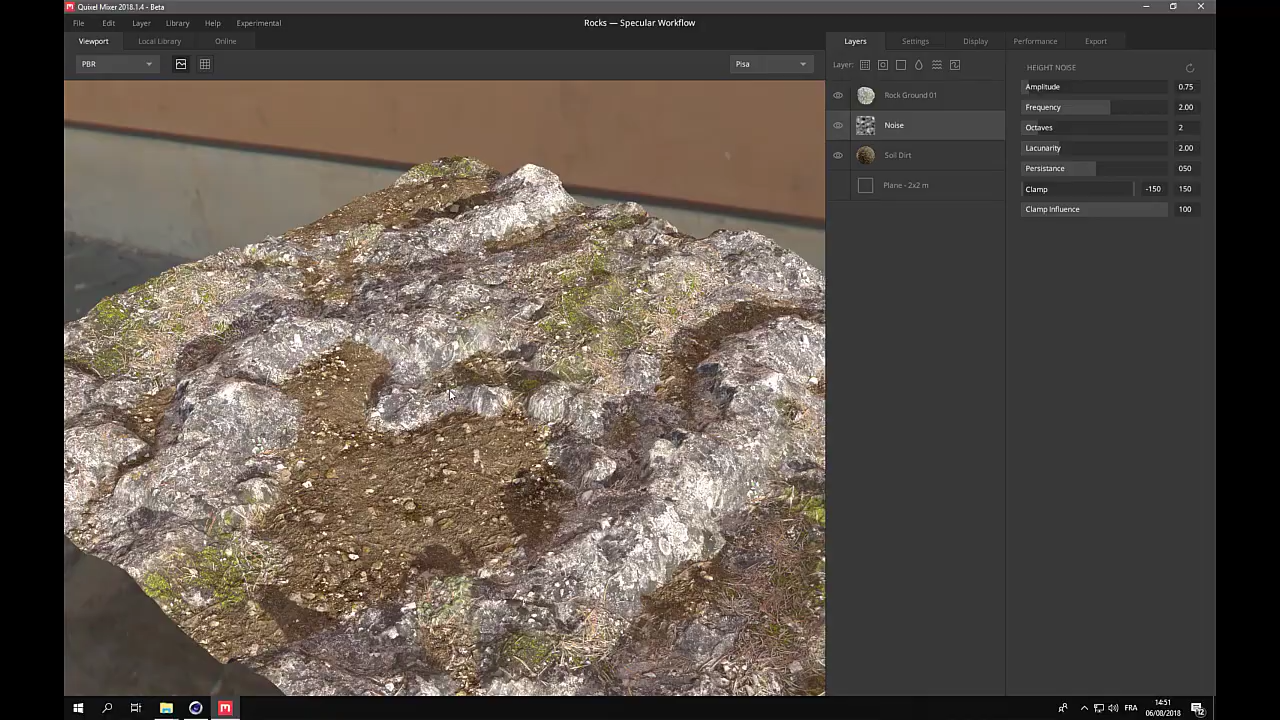 Quixel Mixer 2018.1.4 - Beta
File Edit Layer Library Help Experimental
Rocks — Specular Workflow
Viewport Local Library Online
Layers Settings Display Performance Export
PBR
Pisa
Layer:
HEIGHT NOISE
Rock Ground 01
Noise
Soil Dirt
Plane - 2x2 m
Amplitude 0.75
Frequency 2.00
Octaves 2
Lacunarity 2.00
Persistance 050
Clamp -150 150
Clamp Influence 100
FRA
14:51
06/08/2018